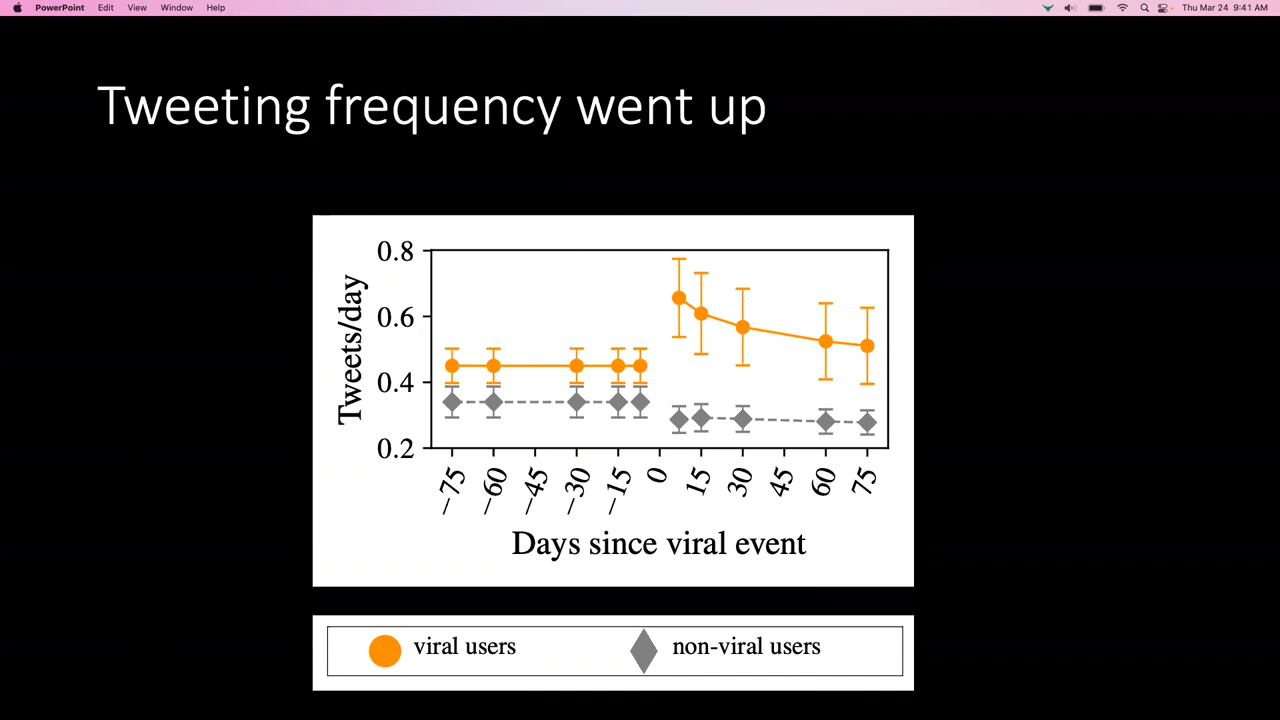 PowerPoint Edit View Window Help Thu Mar 24 9:41 AM
Tweeting frequency went up
0.8
0.6
0.4
0.2
Tweets/day
−75 −60 −45 −30 −15 0 15 30 45 60 75
Days since viral event
viral users non-viral users